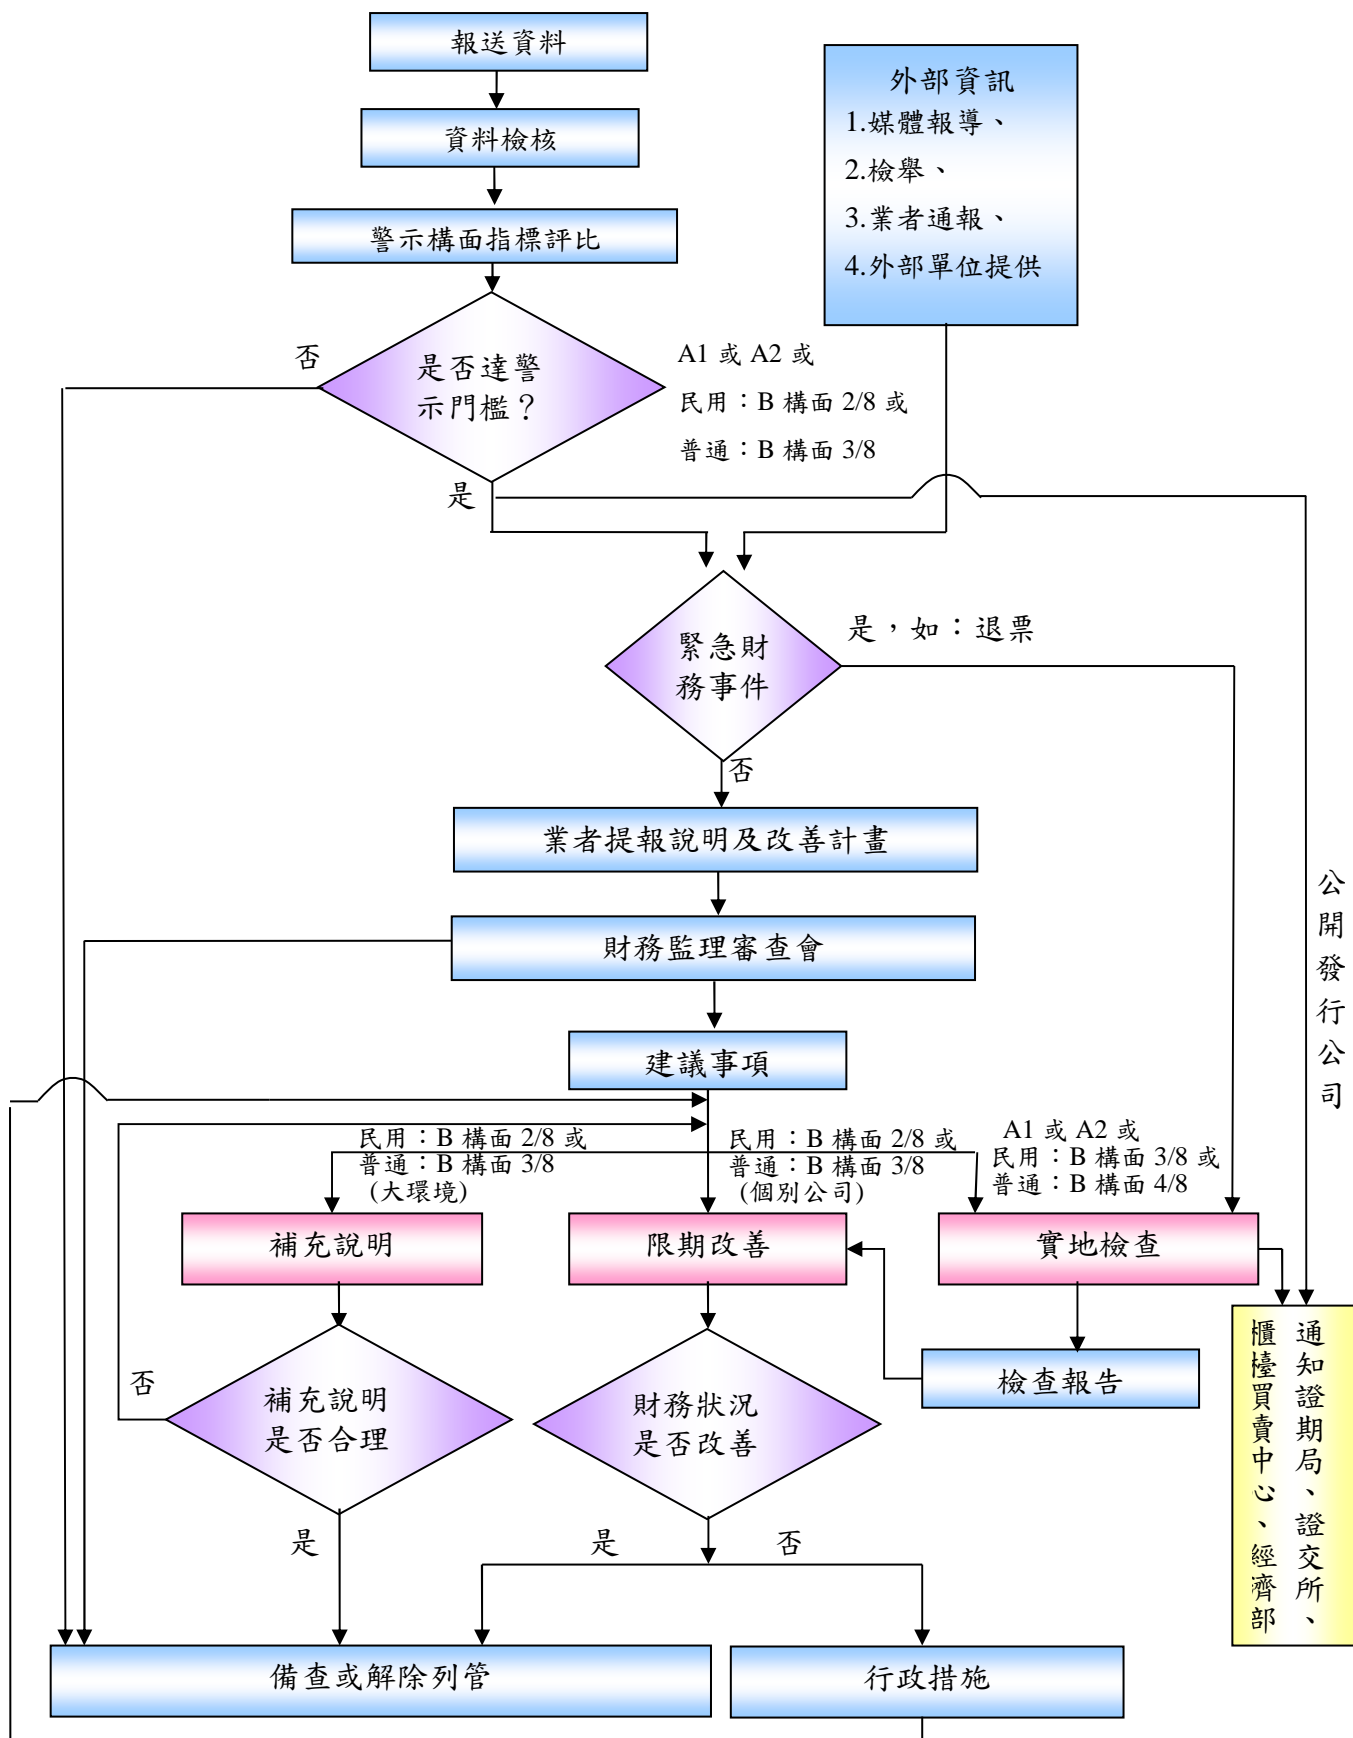 報送資料
外部資訊
1.媒體報導、
2.檢舉、
3.業者通報、
4.外部單位提供
資料檢核
警示構面指標評比
否
是否達警
示門檻？
A1 或 A2 或
民用：B 構面 2/8 或
普通：B 構面 3/8
是
緊急財
務事件
是，如：退票
否
業者提報說明及改善計畫
公開發行公司
財務監理審查會
建議事項
民用：B 構面 2/8 或
普通：B 構面 3/8
(大環境)
民用：B 構面 2/8 或
普通：B 構面 3/8
(個別公司)
A1 或 A2 或
民用：B 構面 3/8 或
普通：B 構面 4/8
補充說明
限期改善
實地檢查
通知證期局、證交所、
櫃檯買賣中心、經濟部
否
補充說明
是否合理
財務狀況
是否改善
檢查報告
是
是
否
備查或解除列管
行政措施